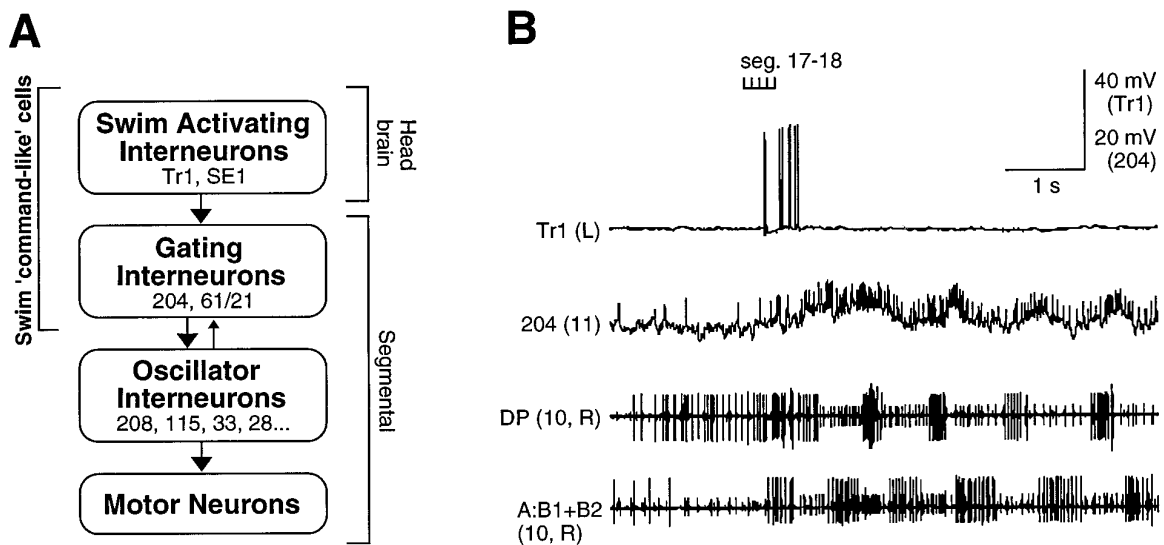 A
Swim 'command-like' cells
Swim Activating
Interneurons
Tr1, SE1
Head
brain
Gating
Interneurons
204, 61/21
Oscillator
Interneurons
208, 115, 33, 28...
Motor Neurons
Segmental
B
seg. 17-18
40 mV
(Tr1)
20 mV
(204)
1 s
Tr1 (L)
204 (11)
DP (10, R)
A:B1+B2
(10, R)